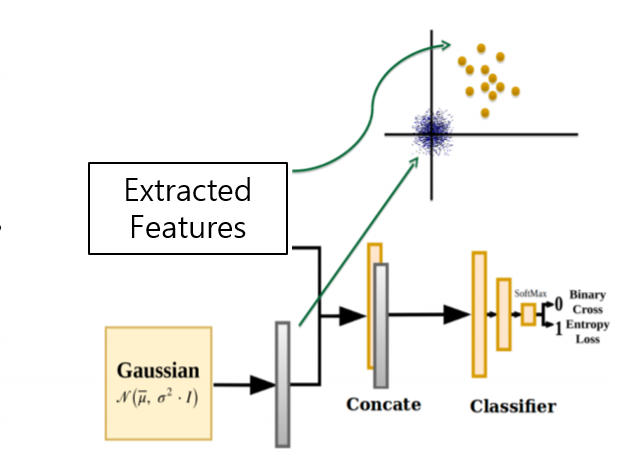 Extracted
Features
Gaussian
𝒩(μ̅, σ² · I)
Concate
Classifier
SoftMax
0
1
Binary
Cross
Entropy
Loss